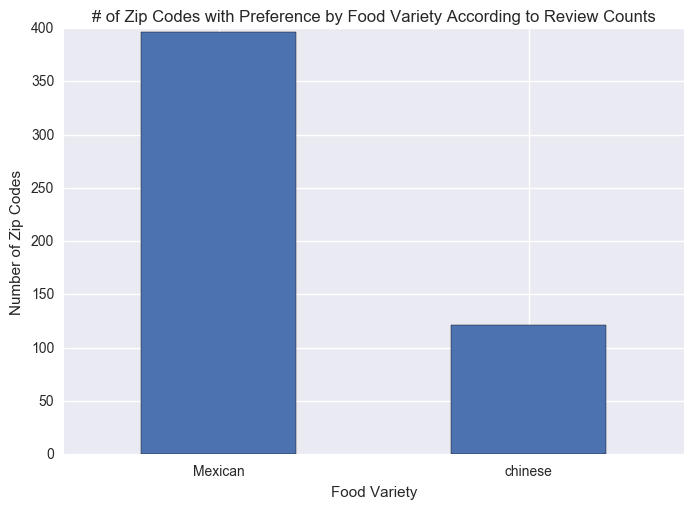 # of Zip Codes with Preference by Food Variety According to Review Counts
400
350
300
250
200
150
100
50
0
Number of Zip Codes
Mexican
chinese
Food Variety